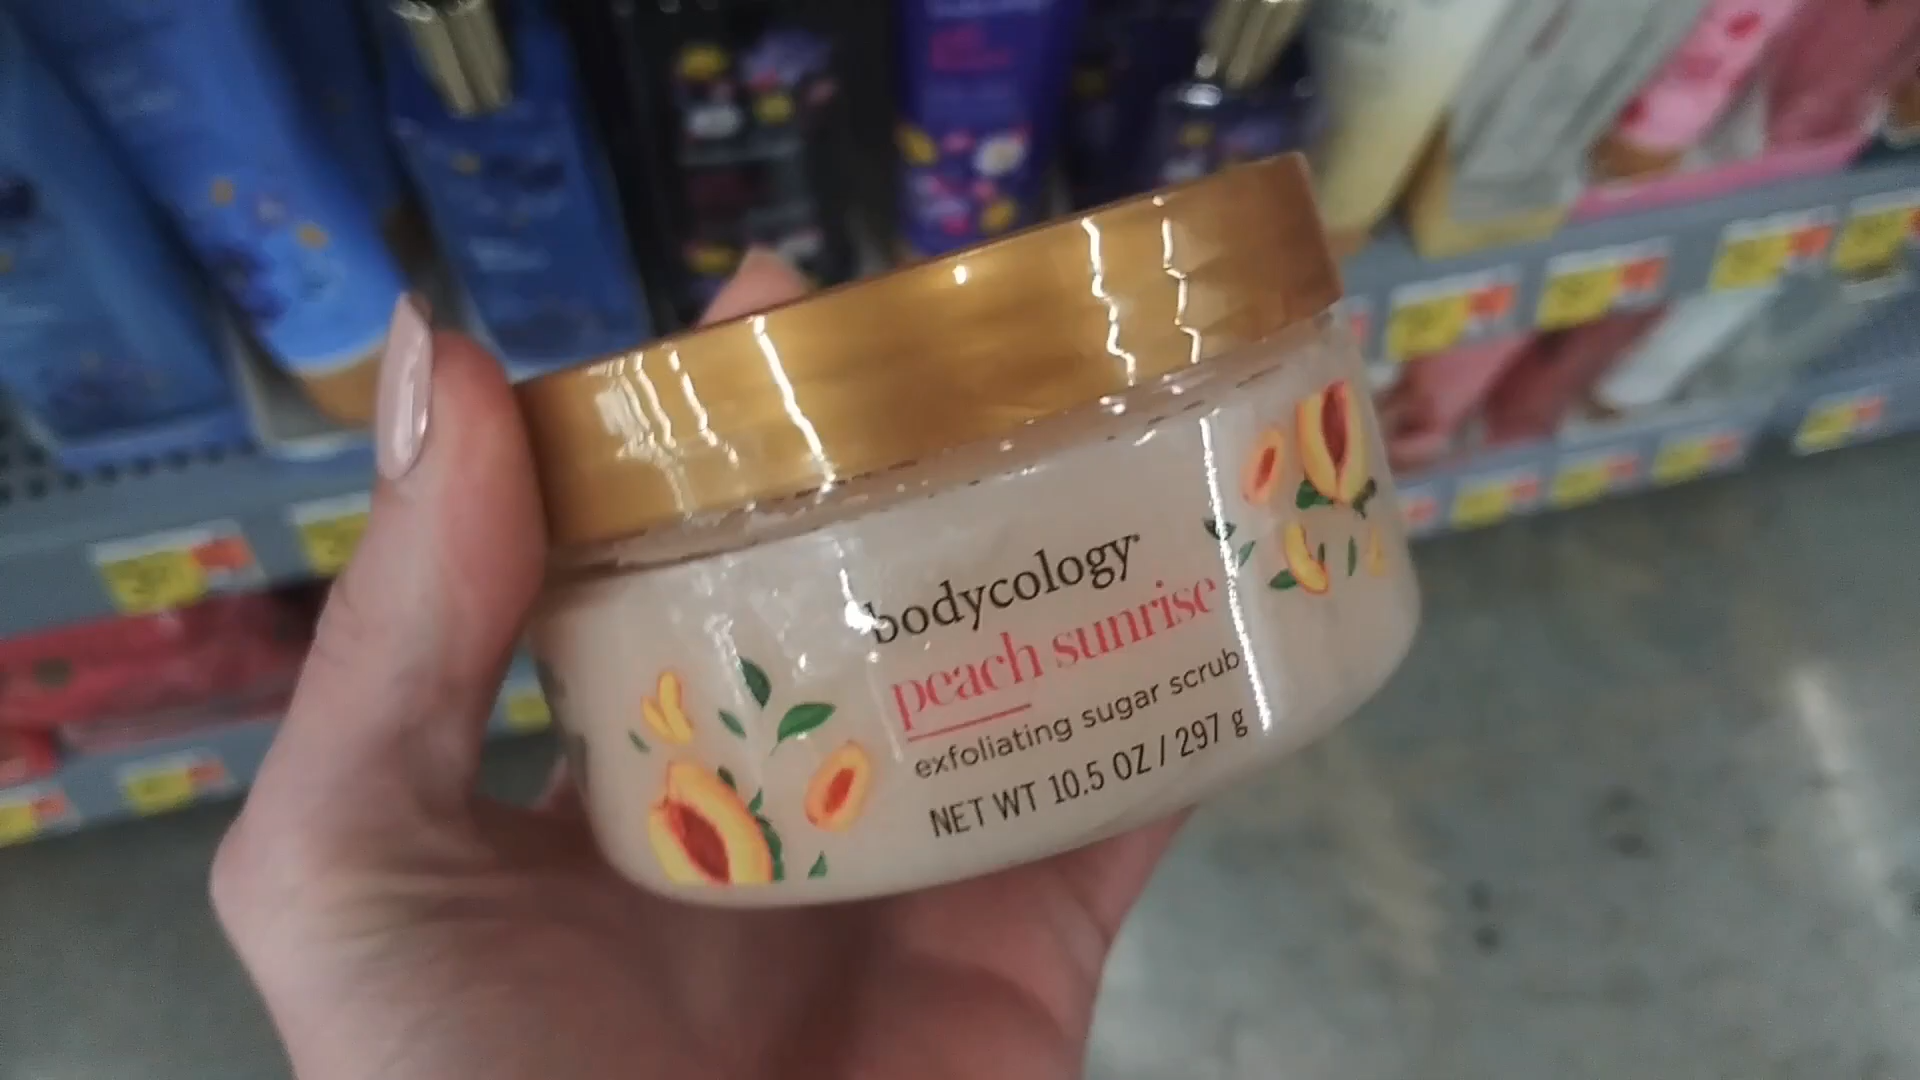 bodycology
peach sunrise
exfoliating sugar scrub
NET WT 10.5 OZ / 297 g